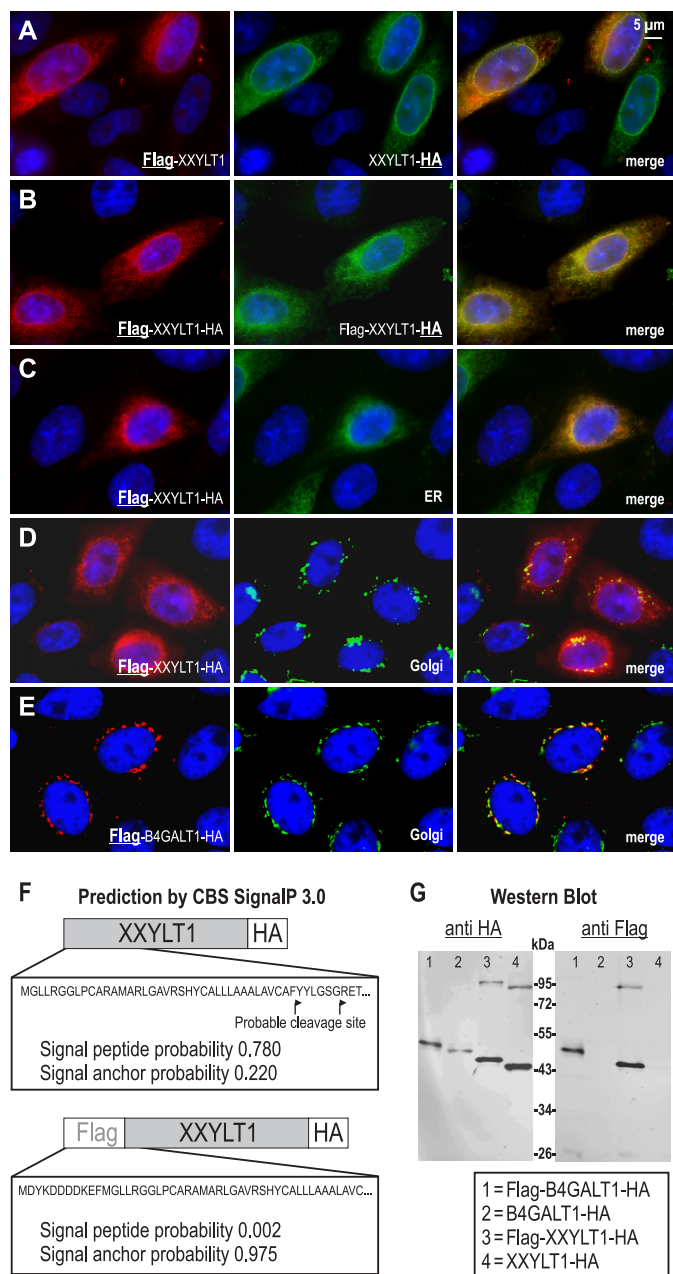 A
5 µm
Flag-XXYLT1
XXYLT1-HA
merge
B
Flag-XXYLT1-HA
Flag-XXYLT1-HA
merge
C
Flag-XXYLT1-HA
ER
merge
D
Flag-XXYLT1-HA
Golgi
merge
E
Flag-B4GALT1-HA
Golgi
merge
F Prediction by CBS SignalP 3.0
XXYLT1 HA
MGLLRGGLPCARAMARLGAVRSHYCALLLAAALAVCAFYYLGSGRET...
Probable cleavage site
Signal peptide probability 0.780
Signal anchor probability 0.220
Flag XXYLT1 HA
MDYKDDDDKEFMGLLRGGLPCARAMARLGAVRSHYCALLLAAALAVC...
Signal peptide probability 0.002
Signal anchor probability 0.975
G Western Blot
anti HA kDa anti Flag
1 2 3 4 1 2 3 4
-95-
-72-
-55-
-43-
-34-
-26-
1 = Flag-B4GALT1-HA
2 = B4GALT1-HA
3 = Flag-XXYLT1-HA
4 = XXYLT1-HA